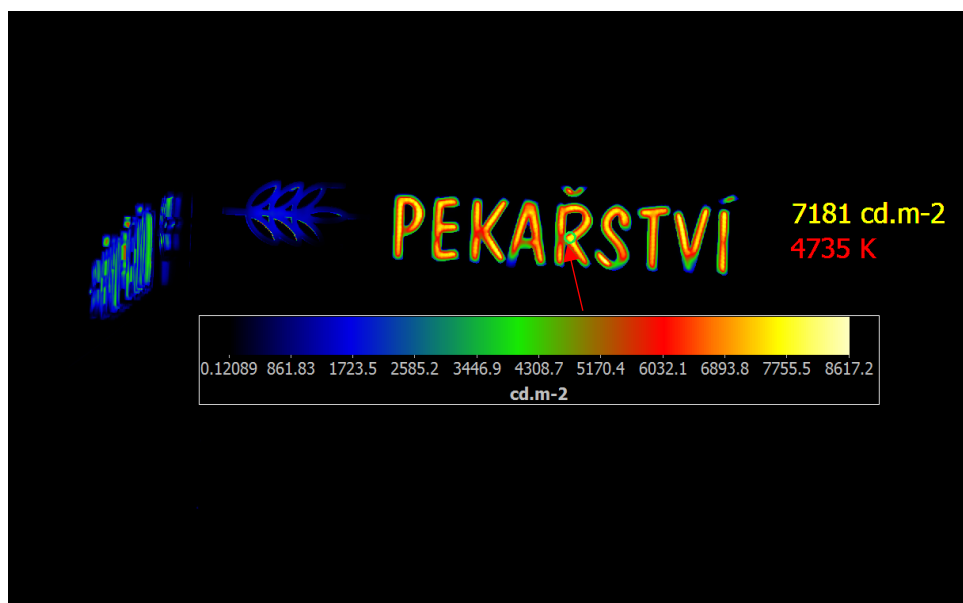 PEKAŘSTVÍ
7181 cd.m-2
4735 K
0.12089 861.83 1723.5 2585.2 3446.9 4308.7 5170.4 6032.1 6893.8 7755.5 8617.2
cd.m-2